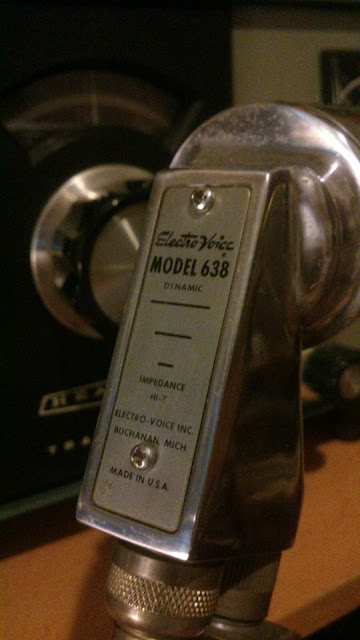 Electro-Voice
MODEL 638
DYNAMIC
IMPEDANCE
HI-Z
ELECTRO-VOICE INC.
BUCHANAN, MICH.
MADE IN U.S.A.